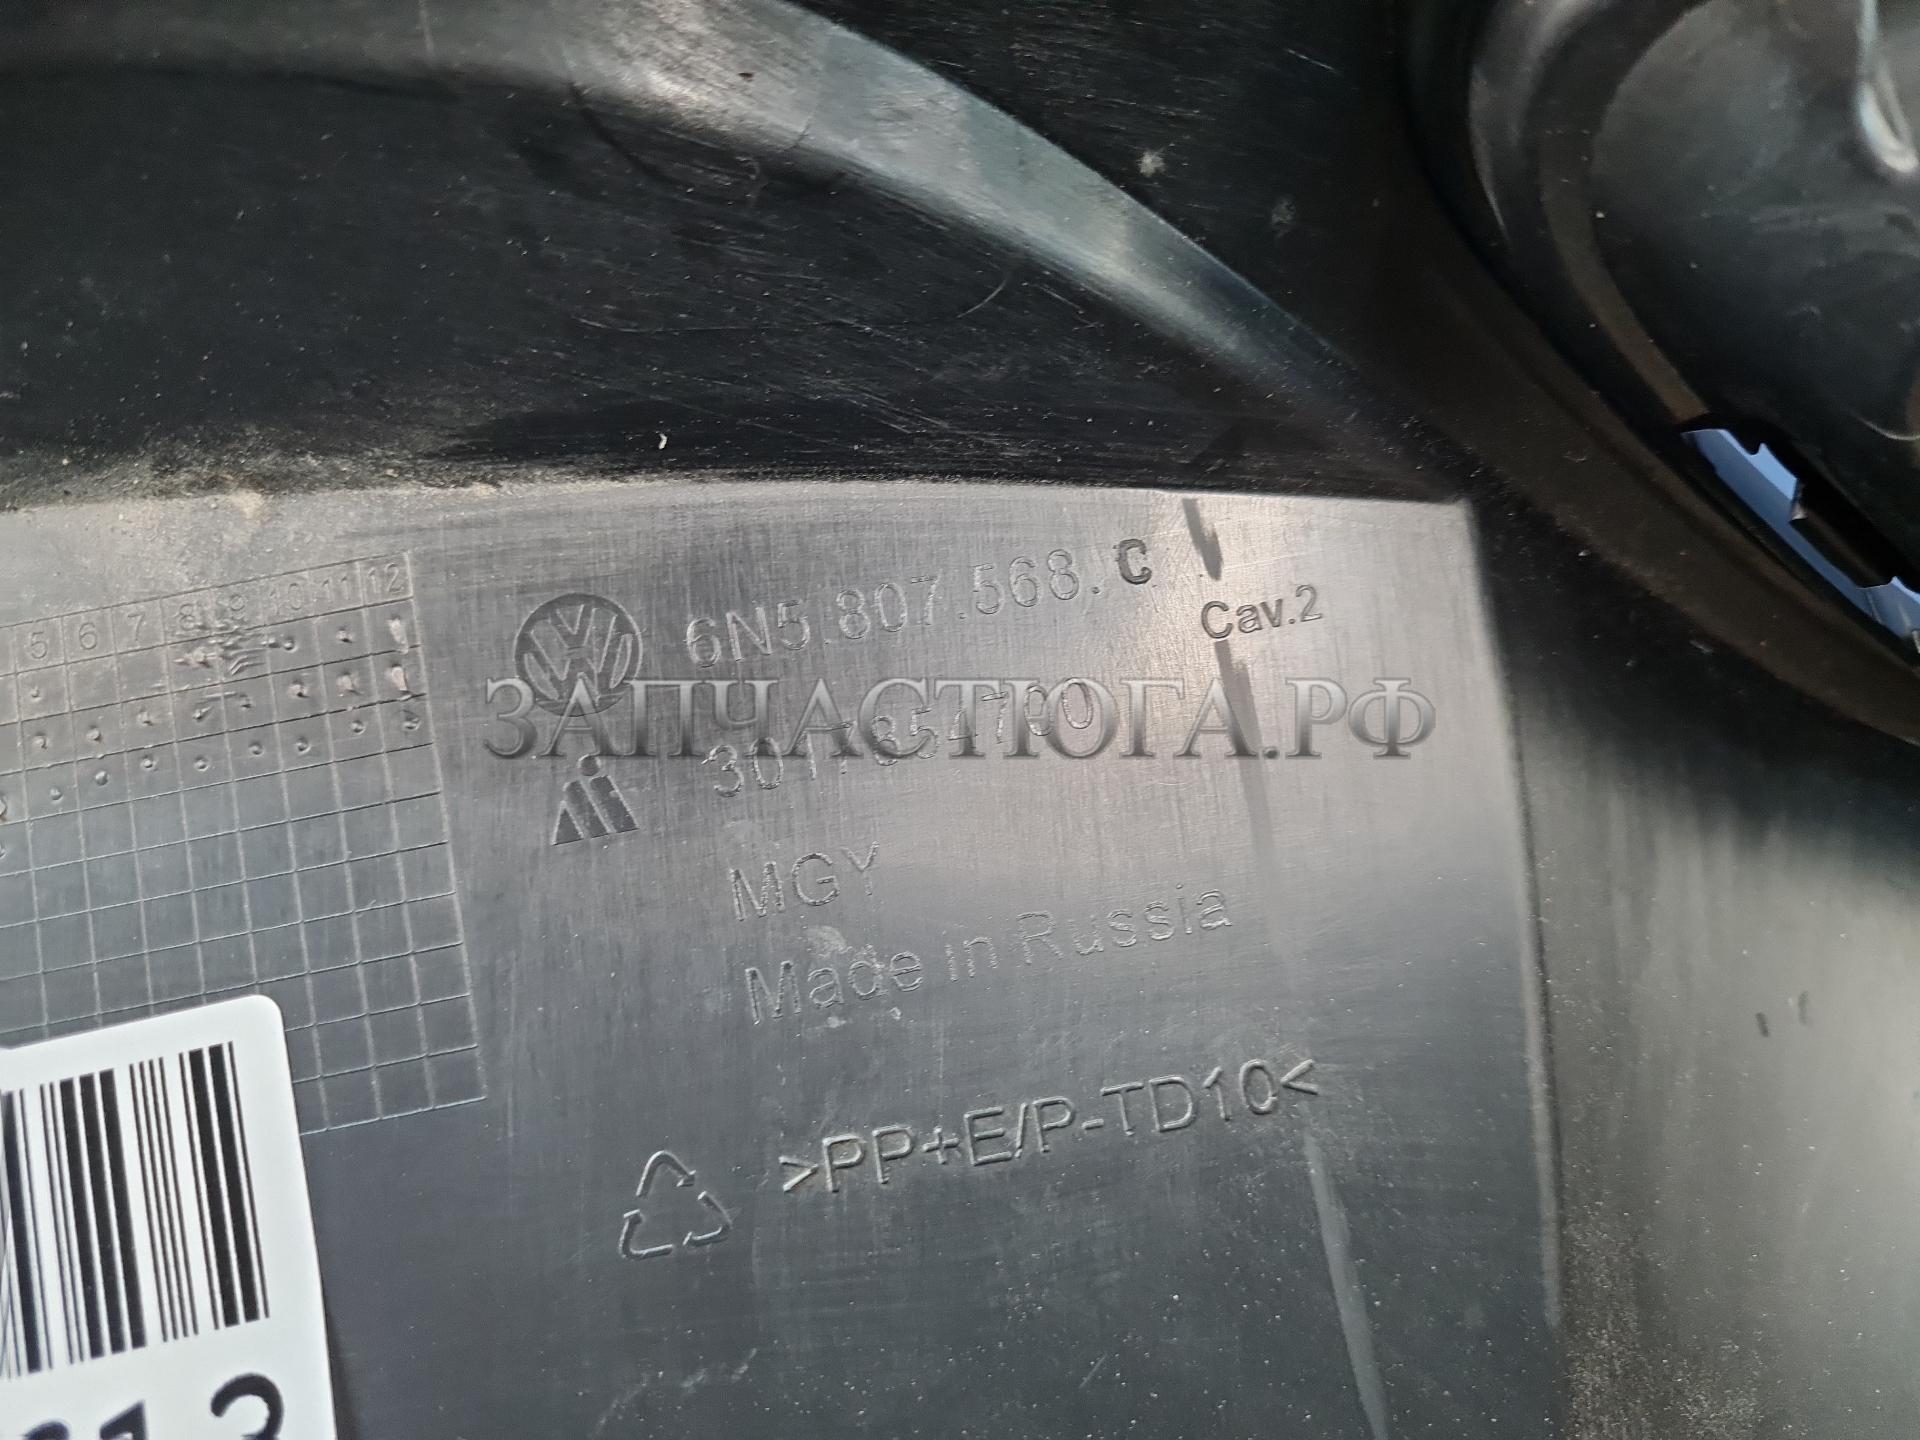 5 6 7 8 9 10 11 12
6N5.807.568.C
Cav.2
ЗАПЧАСТЮГА.РФ
MGY
Made in Russia
>PP+E/P-TD10<